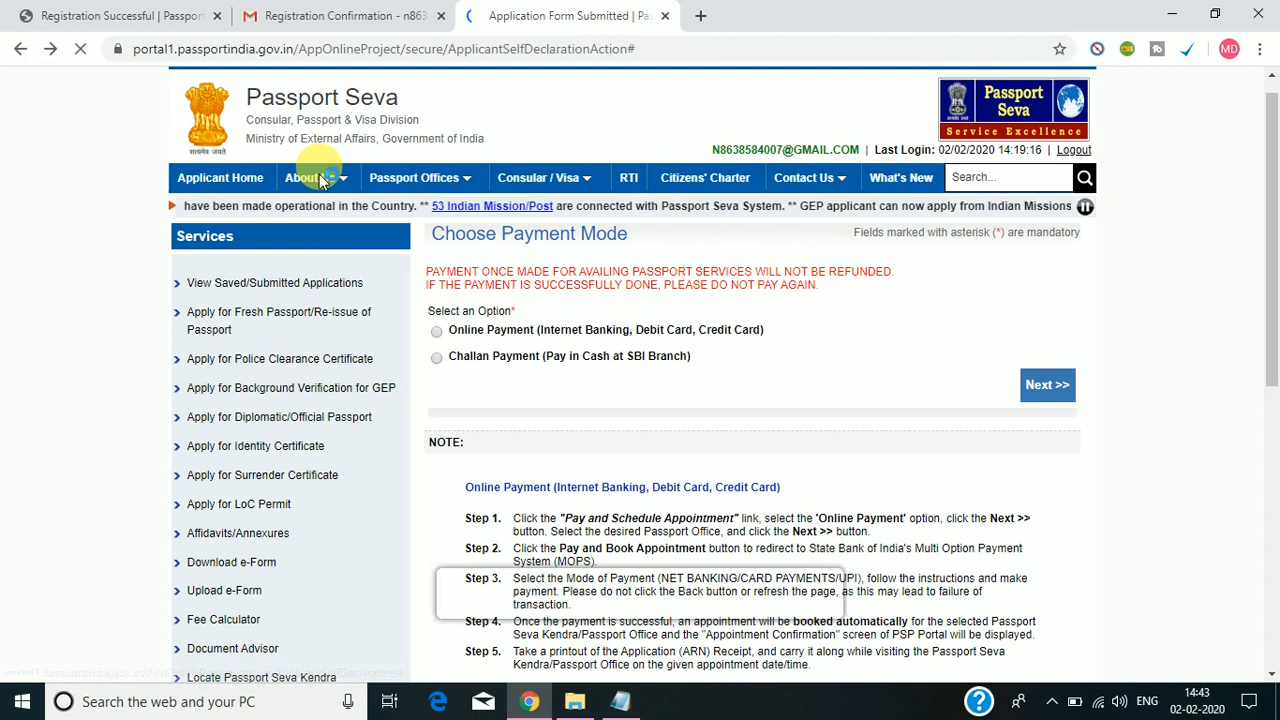 Registration Successful | Passport
Registration Confirmation - n863
Application Form Submitted | Pas
portal1.passportindia.gov.in/AppOnlineProject/secure/ApplicantSelfDeclarationAction#
MD
सत्यमेव जयते
Passport Seva
Consular, Passport & Visa Division
Ministry of External Affairs, Government of India
Passport
Seva
Service Excellence
N8638584007@GMAIL.COM | Last Login: 02/02/2020 14:19:16 | Logout
Applicant Home
About
Passport Offices
Consular / Visa
RTI
Citizens' Charter
Contact Us
What's New
Search...
have been made operational in the Country. ** 53 Indian Mission/Post are connected with Passport Seva System. ** GEP applicant can now apply from Indian Missions
Services
View Saved/Submitted Applications
Apply for Fresh Passport/Re-issue of
Passport
Apply for Police Clearance Certificate
Apply for Background Verification for GEP
Apply for Diplomatic/Official Passport
Apply for Identity Certificate
Apply for Surrender Certificate
Apply for LoC Permit
Affidavits/Annexures
Download e-Form
Upload e-Form
Fee Calculator
Document Advisor
Locate Passport Seva Kendra
Choose Payment Mode
Fields marked with asterisk (*) are mandatory
PAYMENT ONCE MADE FOR AVAILING PASSPORT SERVICES WILL NOT BE REFUNDED.
IF THE PAYMENT IS SUCCESSFULLY DONE, PLEASE DO NOT PAY AGAIN.
Select an Option*
Online Payment (Internet Banking, Debit Card, Credit Card)
Challan Payment (Pay in Cash at SBI Branch)
Next >>
NOTE:
Online Payment (Internet Banking, Debit Card, Credit Card)
Step 1. Click the "Pay and Schedule Appointment" link, select the 'Online Payment' option, click the Next >>
button. Select the desired Passport Office, and click the Next >> button.
Step 2. Click the Pay and Book Appointment button to redirect to State Bank of India's Multi Option Payment
System (MOPS).
Step 3. Select the Mode of Payment (NET BANKING/CARD PAYMENTS/UPI), follow the instructions and make
payment. Please do not click the Back button or refresh the page, as this may lead to failure of
transaction.
Step 4. Once the payment is successful, an appointment will be booked automatically for the selected Passport
Seva Kendra/Passport Office and the "Appointment Confirmation" screen of PSP Portal will be displayed.
Step 5. Take a printout of the Application (ARN) Receipt, and carry it along while visiting the Passport Seva
Kendra/Passport Office on the given appointment date/time.
Search the web and your PC
ENG
14:43
02-02-2020